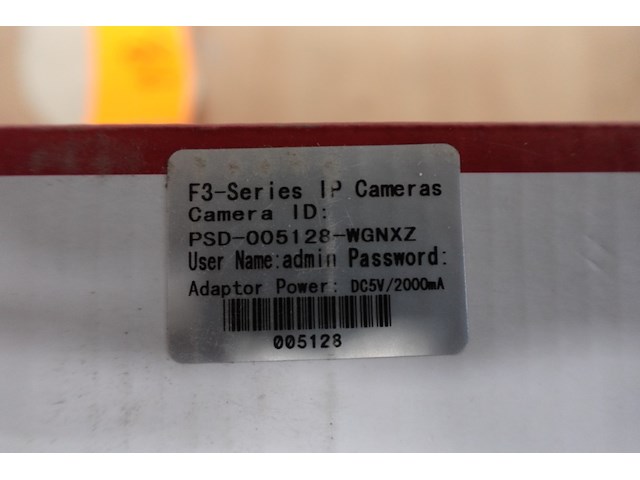 F3-Series IP Cameras
Camera ID:
PSD-005128-WGNXZ
User Name:admin Password:
Adaptor Power: DC5V/2000mA
005128